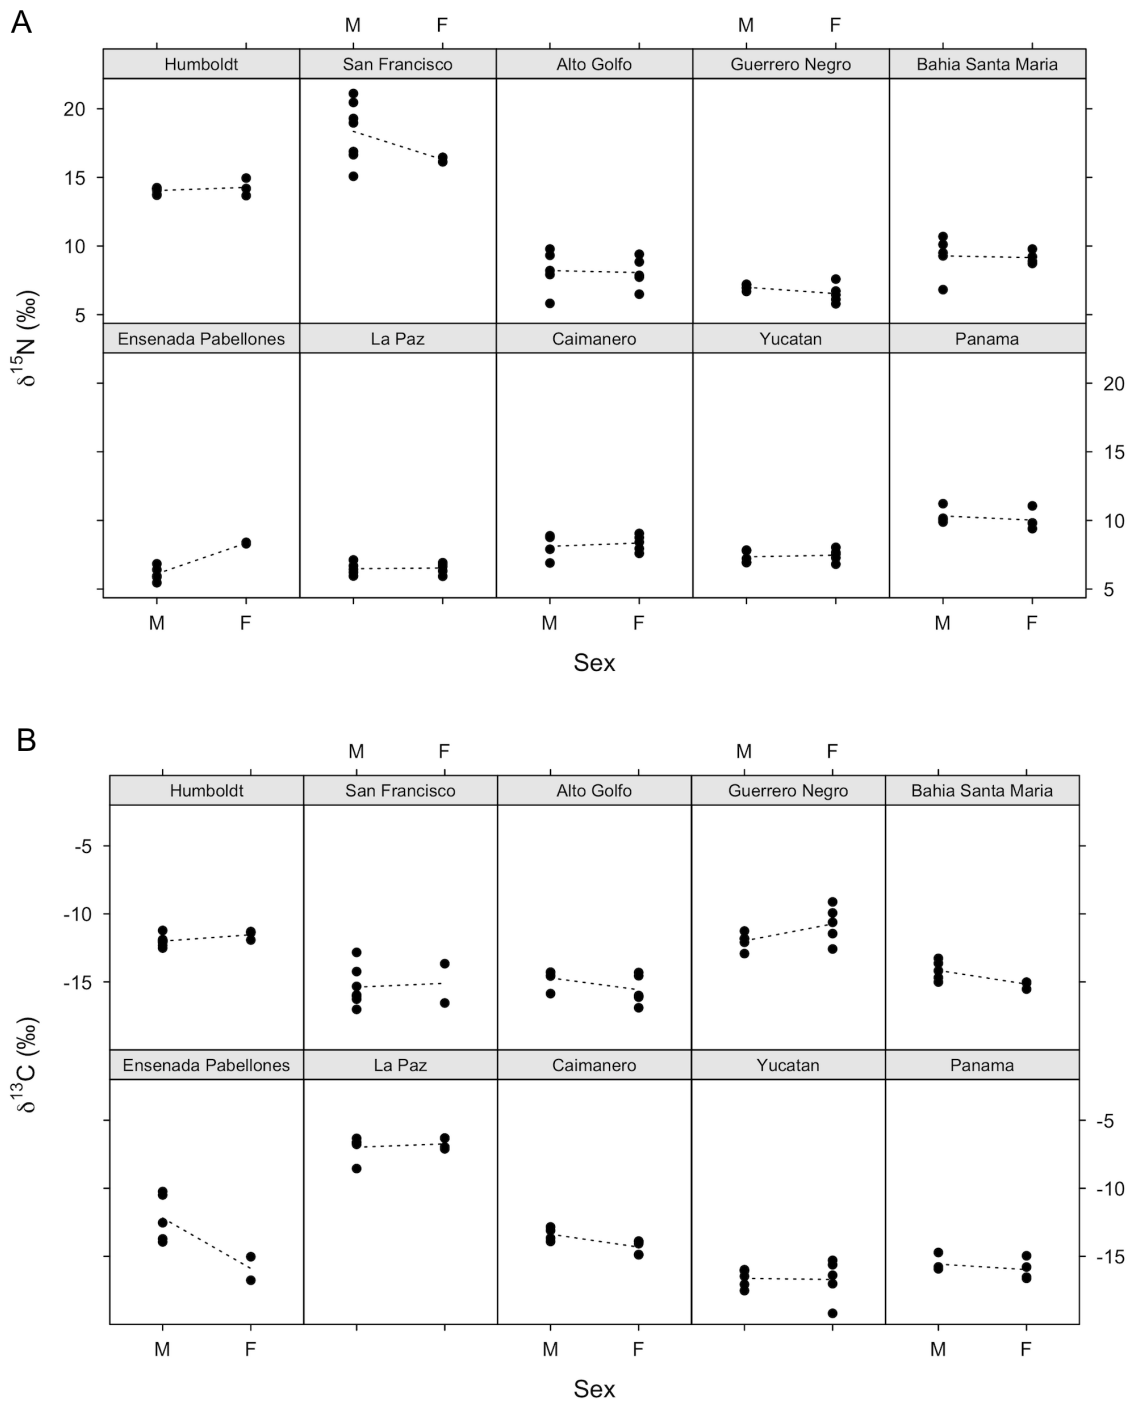 A
M F M F
Humboldt San Francisco Alto Golfo Guerrero Negro Bahia Santa Maria
20
15
10
5
δ15N (‰)
Ensenada Pabellones La Paz Caimanero Yucatan Panama
20
15
10
5
M F M F M F
Sex
B
M F M F
Humboldt San Francisco Alto Golfo Guerrero Negro Bahia Santa Maria
-5
-10
-15
δ13C (‰)
Ensenada Pabellones La Paz Caimanero Yucatan Panama
-5
-10
-15
M F M F M F
Sex